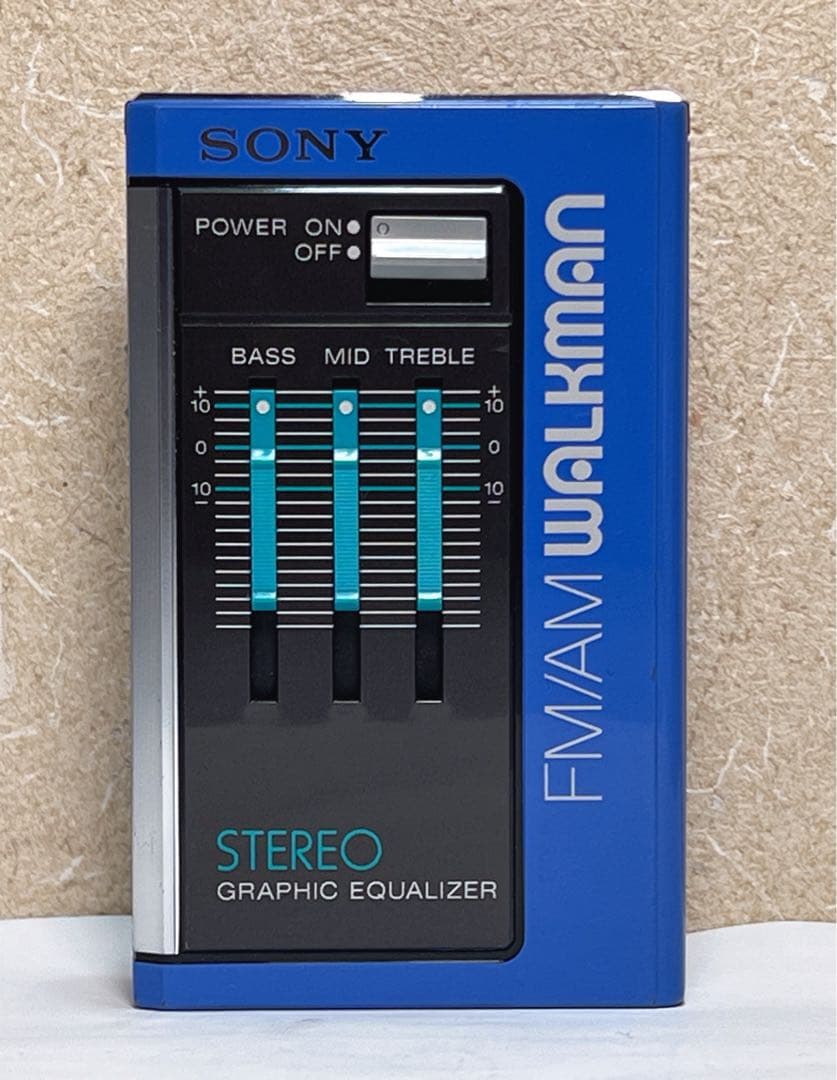 SONY
POWER ON
OFF
BASS MID TREBLE
+ +
10 10
0 0
10 10
− −
STEREO
GRAPHIC EQUALIZER
FM/AM WALKMAN